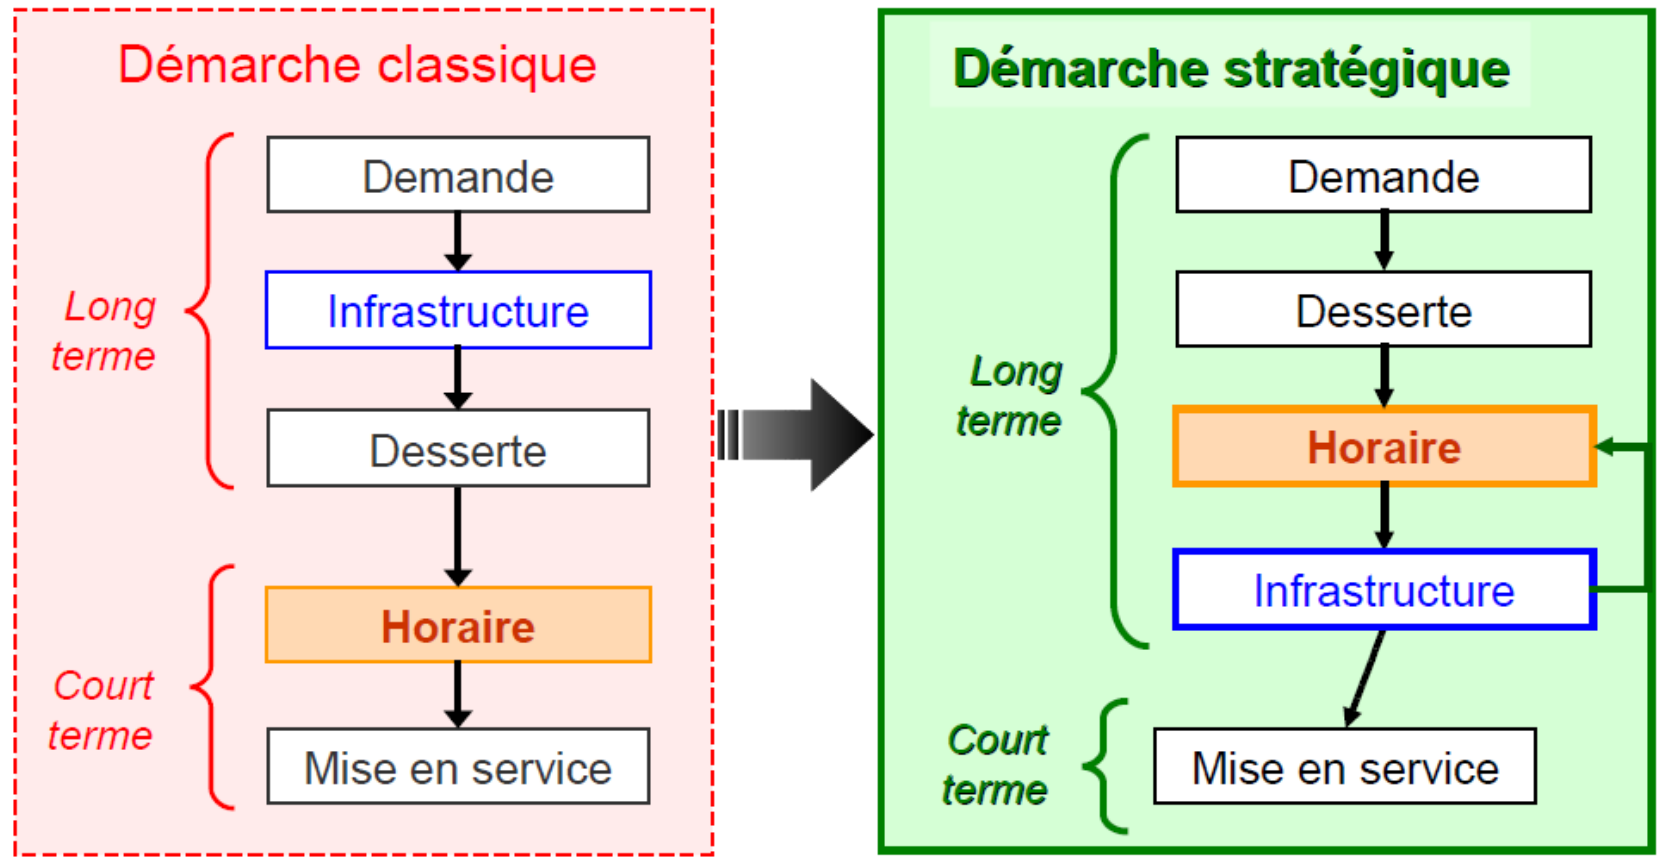 Démarche classique
Demande
Infrastructure
Long
terme
Desserte
Horaire
Court
terme
Mise en service
Démarche stratégique
Demande
Desserte
Long
terme
Horaire
Infrastructure
Court
terme
Mise en service